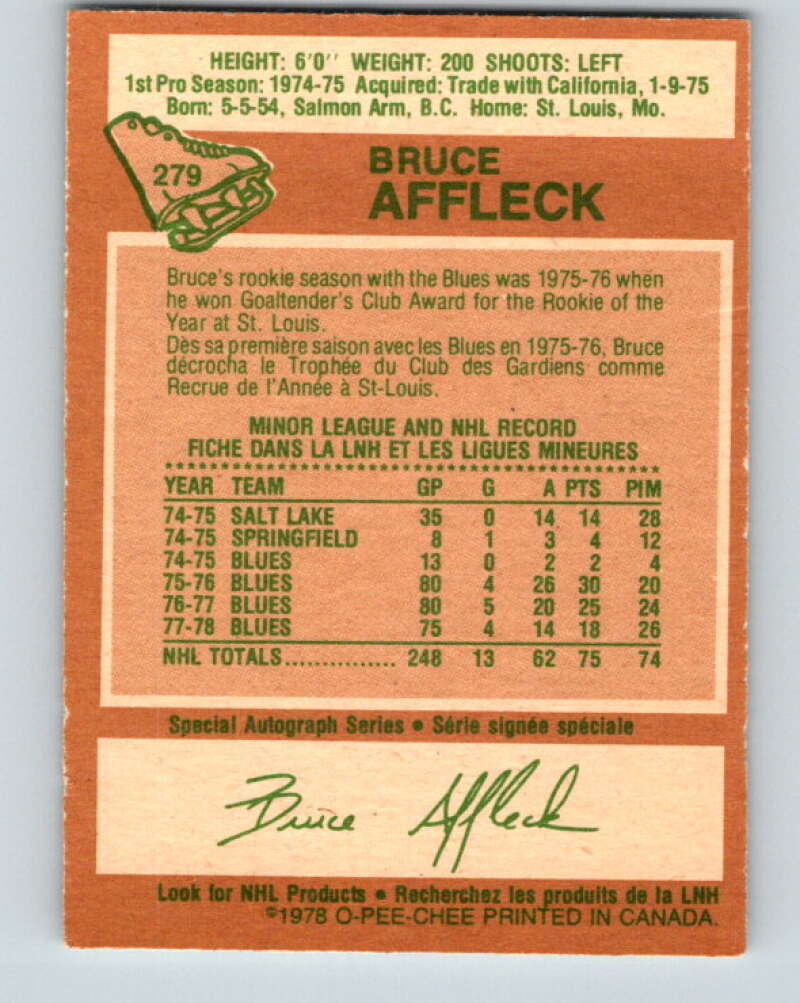 HEIGHT: 6'0'' WEIGHT: 200 SHOOTS: LEFT
1st Pro Season: 1974-75 Acquired: Trade with California, 1-9-75
Born: 5-5-54, Salmon Arm, B.C. Home: St. Louis, Mo.
279
BRUCE
AFFLECK
Bruce's rookie season with the Blues was 1975-76 when
he won Goaltender's Club Award for the Rookie of the
Year at St. Louis.
Dès sa première saison avec les Blues en 1975-76, Bruce
décrocha le Trophée du Club des Gardiens comme
Recrue de l'Année à St-Louis.
MINOR LEAGUE AND NHL RECORD
FICHE DANS LA LNH ET LES LIGUES MINEURES
YEAR TEAM GP G A PTS PIM
74-75 SALT LAKE 35 0 14 14 28
74-75 SPRINGFIELD 8 1 3 4 12
74-75 BLUES 13 0 2 2 4
75-76 BLUES 80 4 26 30 20
76-77 BLUES 80 5 20 25 24
77-78 BLUES 75 4 14 18 26
NHL TOTALS............... 248 13 62 75 74
Special Autograph Series • Série signée spéciale
Bruce Affleck
Look for NHL Products • Recherchez les produits de la LNH
©1978 O-PEE-CHEE PRINTED IN CANADA.